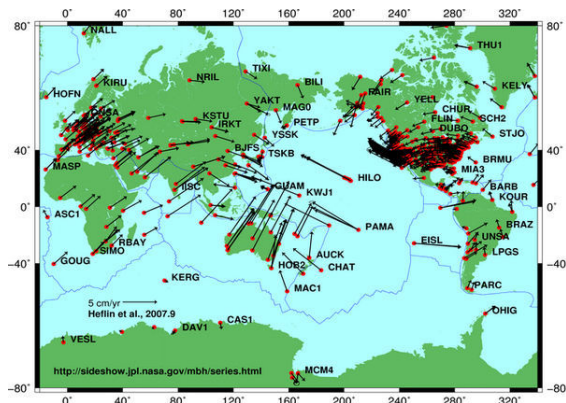 80
NALL
THU1
TIXI
KIRU
NRIL
BILI
HOFN
FAIR
KELY
YAKT
MAG0
YEL
CHUR
KSTU
PETP
FLIN
SCH2
IRKT
YSSK
DUBO
STJO
40
BJFS
TSKB
40
MASP
BRMU
MIA3
IISC
GUAM
KWJ1
HILO
BARB
0
KOUR
0
ASC1
PAMA
BRAZ
RBAY
EISL
UNSA
SIMO
AUCK
LPGS
-40
GOUG
HOB2
CHAT
-40
KERG
MAC1
PARC
5 cm/yr
Heflin et al., 2007.9
OHIG
CAS1
DAV1
VESL
http://sideshow.jpl.nasa.gov/mbh/series.html
MCM4
-80
-80
0 40 80 120 160 200 240 280 320